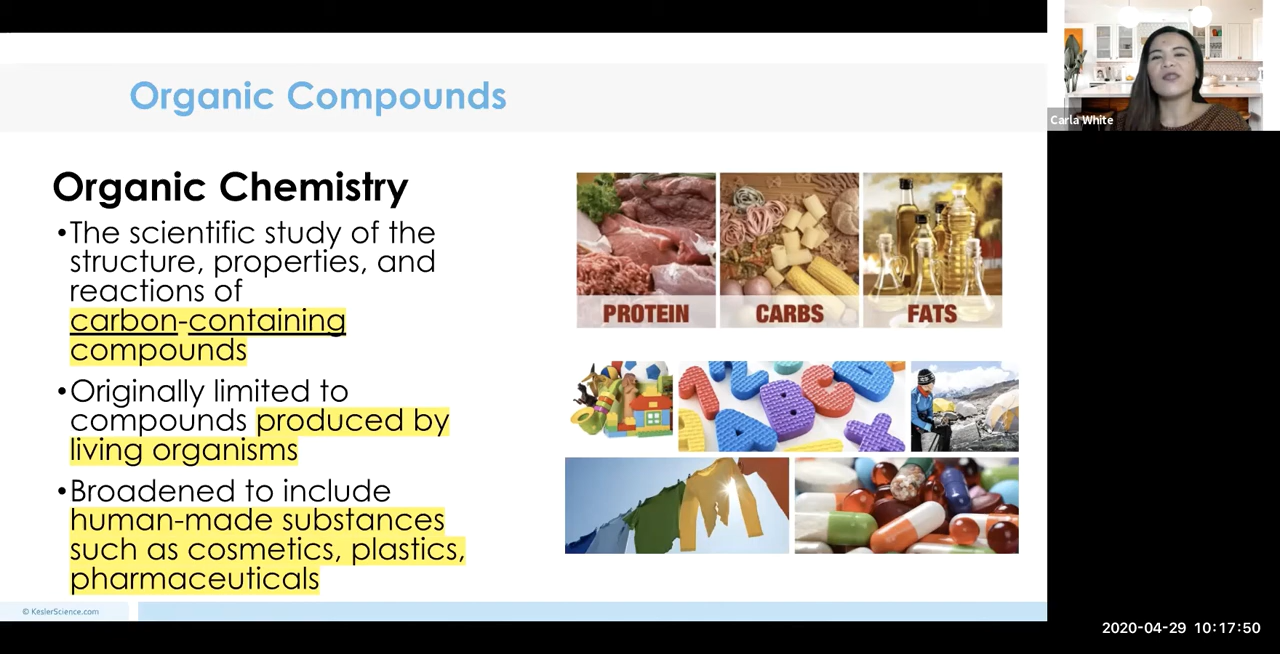 Organic Compounds
Carla White
Organic Chemistry
•The scientific study of the
structure, properties, and
reactions of
carbon-containing
compounds
•Originally limited to
compounds produced by
living organisms
•Broadened to include
human-made substances
such as cosmetics, plastics,
pharmaceuticals
PROTEIN
CARBS
FATS
A
B
C
D
A
+
© KeslerScience.com
2020-04-29 10:17:50